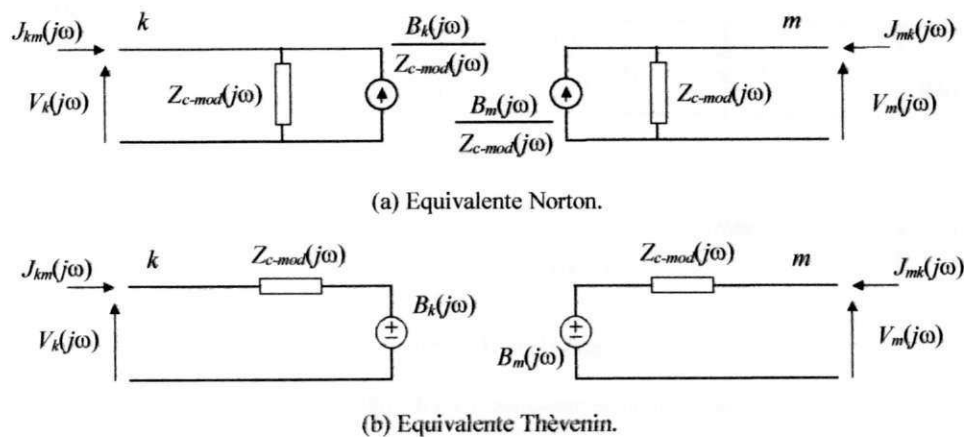 J_km(jω) k B_k(jω) m J_mk(jω)
Z_c-mod(jω)
V_k(jω) Z_c-mod(jω) Z_c-mod(jω) V_m(jω)
B_m(jω)
Z_c-mod(jω)
(a) Equivalente Norton.
J_km(jω) k Z_c-mod(jω) Z_c-mod(jω) m J_mk(jω)
V_k(jω) B_k(jω) B_m(jω) V_m(jω)
(b) Equivalente Thèvenin.